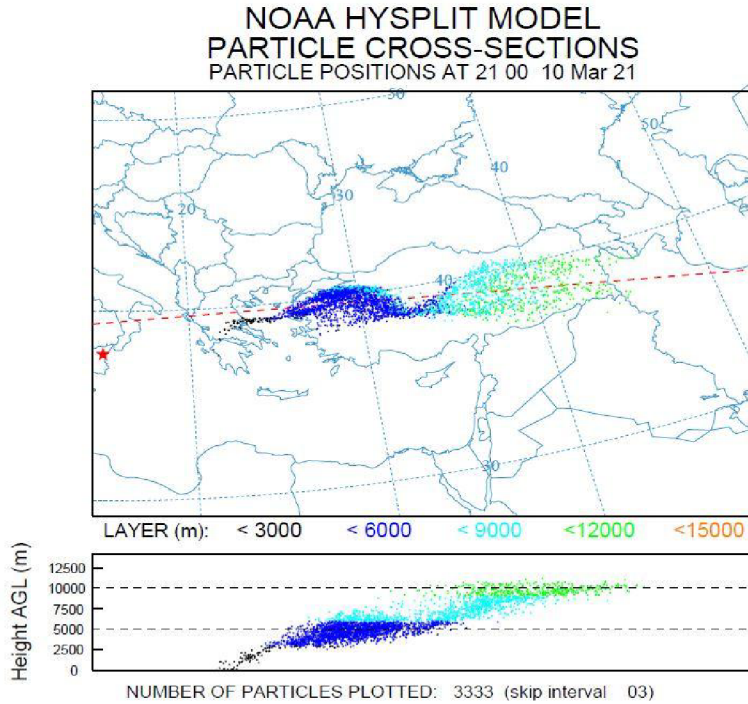 NOAA HYSPLIT MODEL
PARTICLE CROSS-SECTIONS
PARTICLE POSITIONS AT 21 00 10 Mar 21
50
50
40
30
20
50
40
30
LAYER (m): < 3000 < 6000 < 9000 <12000 <15000
Height AGL (m)
12500
10000
7500
5000
2500
0
NUMBER OF PARTICLES PLOTTED: 3333 (skip interval 03)